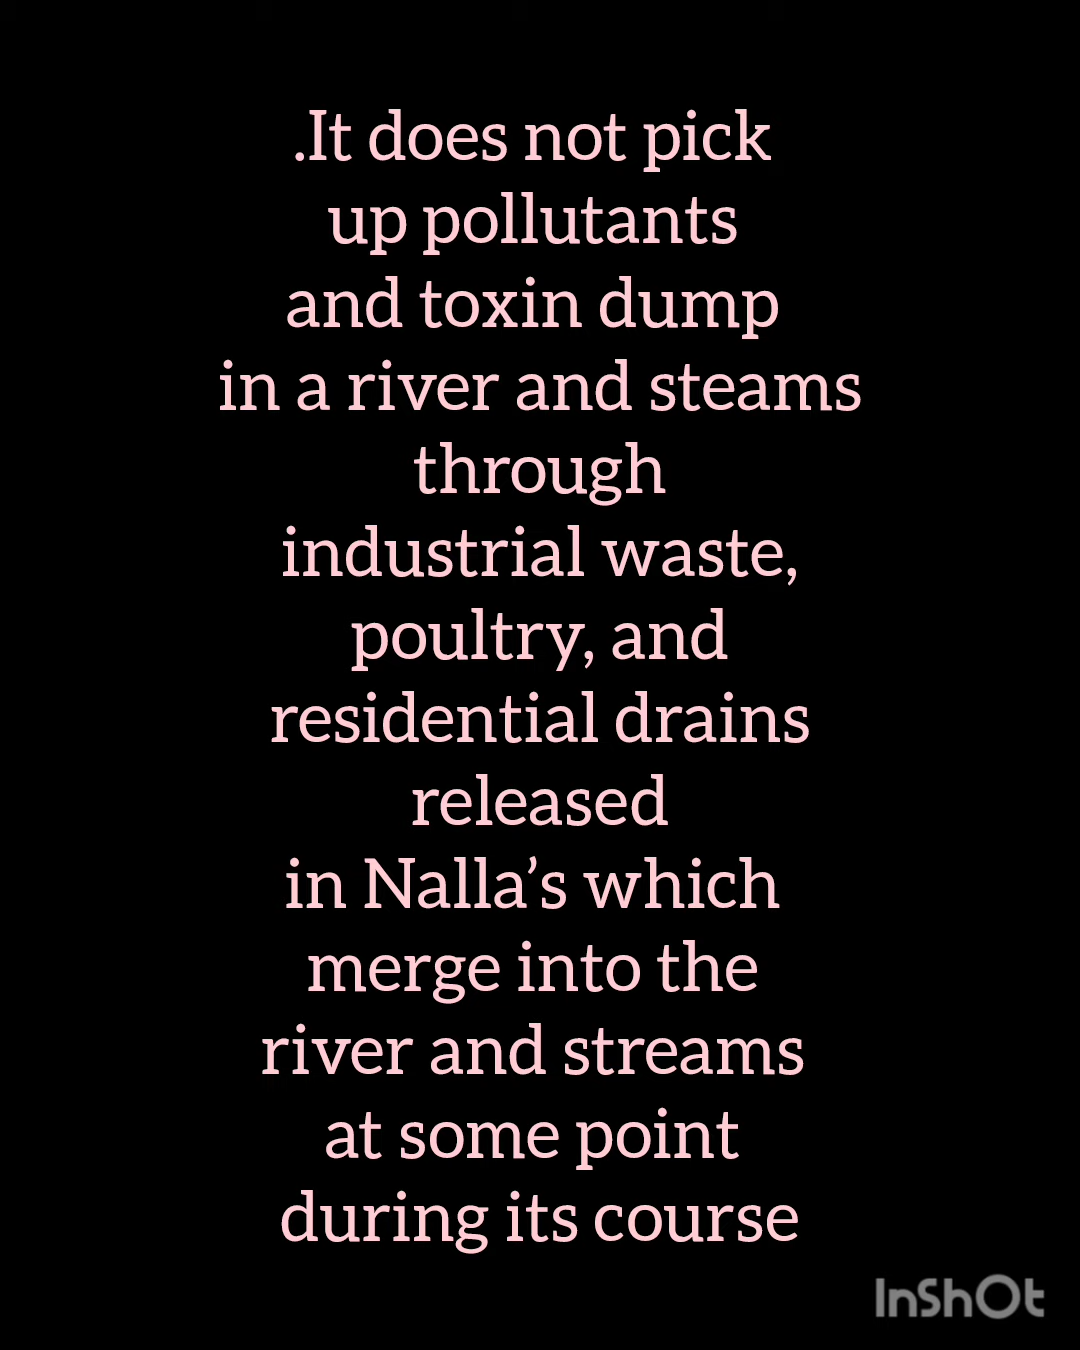 .It does not pick
up pollutants
and toxin dump
in a river and steams
through
industrial waste,
poultry, and
residential drains
released
in Nalla’s which
merge into the
river and streams
at some point
during its course
InShOt